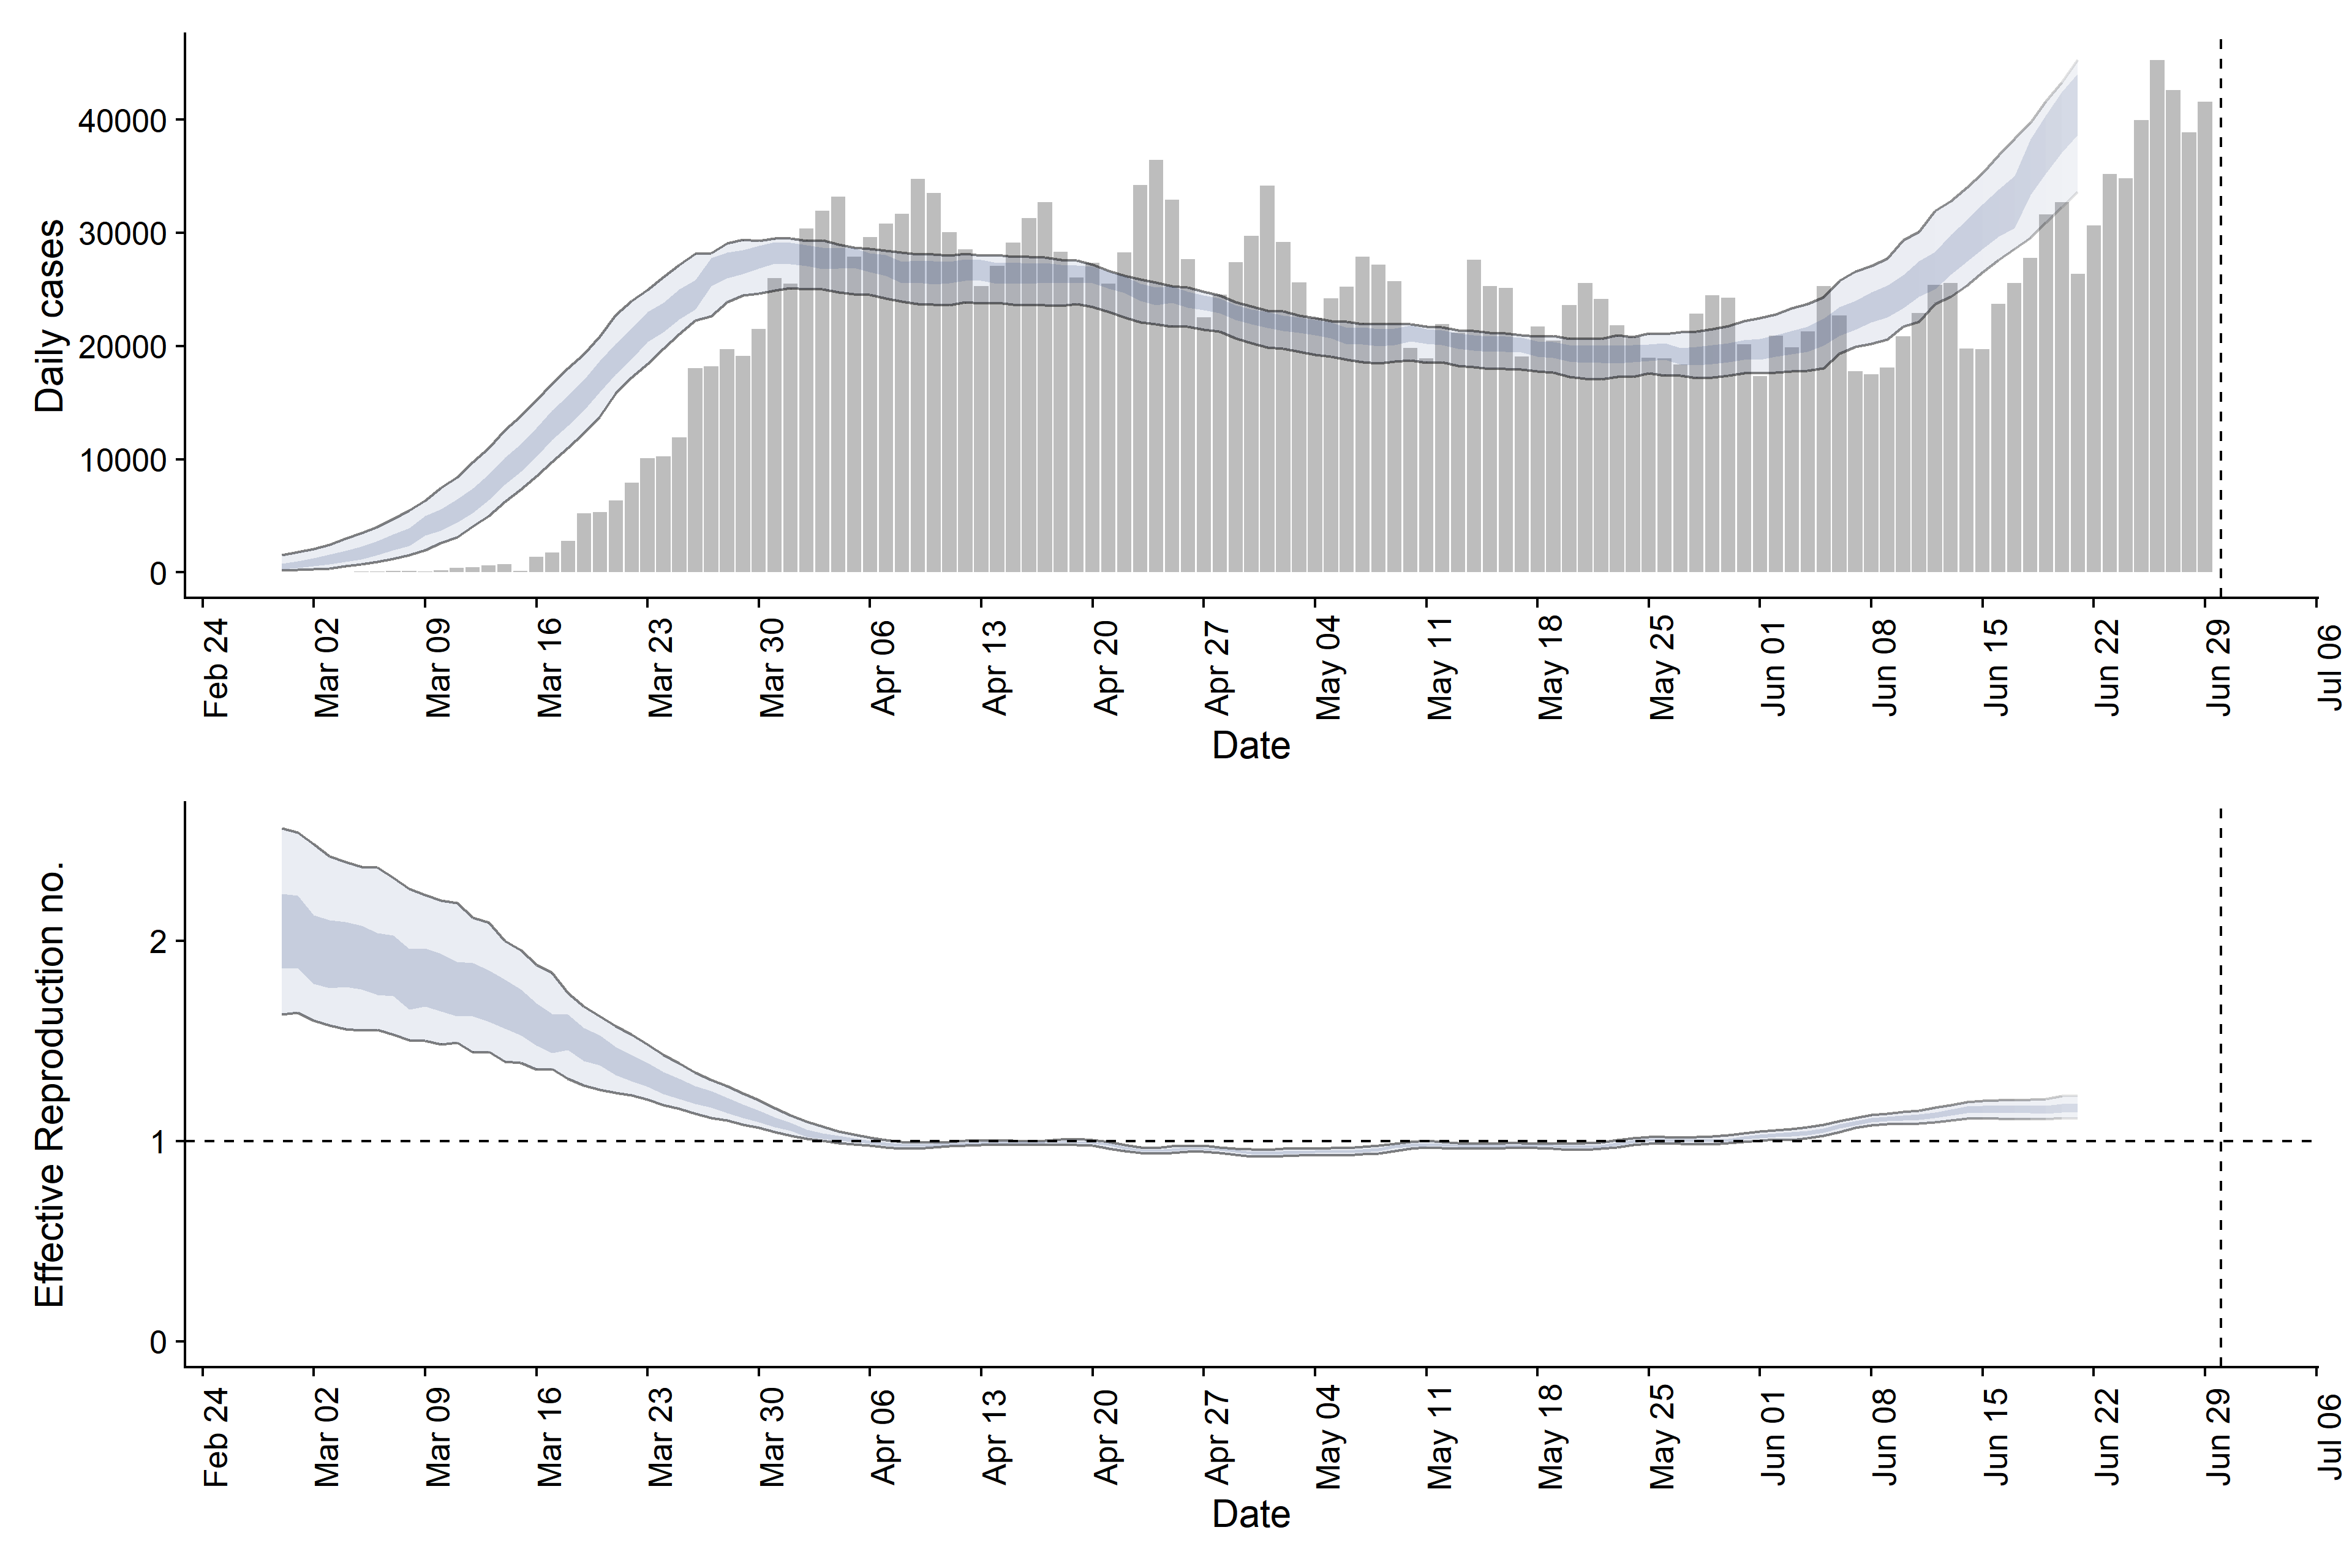 Daily cases
40000
30000
20000
10000
0
Feb 24
Mar 02
Mar 09
Mar 16
Mar 23
Mar 30
Apr 06
Apr 13
Apr 20
Apr 27
May 04
May 11
May 18
May 25
Jun 01
Jun 08
Jun 15
Jun 22
Jun 29
Jul 06
Date
Effective Reproduction no.
2
1
0
Feb 24
Mar 02
Mar 09
Mar 16
Mar 23
Mar 30
Apr 06
Apr 13
Apr 20
Apr 27
May 04
May 11
May 18
May 25
Jun 01
Jun 08
Jun 15
Jun 22
Jun 29
Jul 06
Date